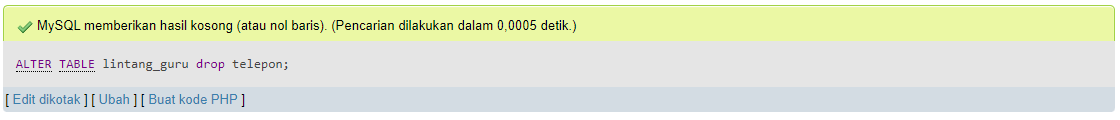 MySQL memberikan hasil kosong (atau nol baris). (Pencarian dilakukan dalam 0,0005 detik.)
ALTER TABLE lintang_guru drop telepon;
[ Edit dikotak ] [ Ubah ] [ Buat kode PHP ]